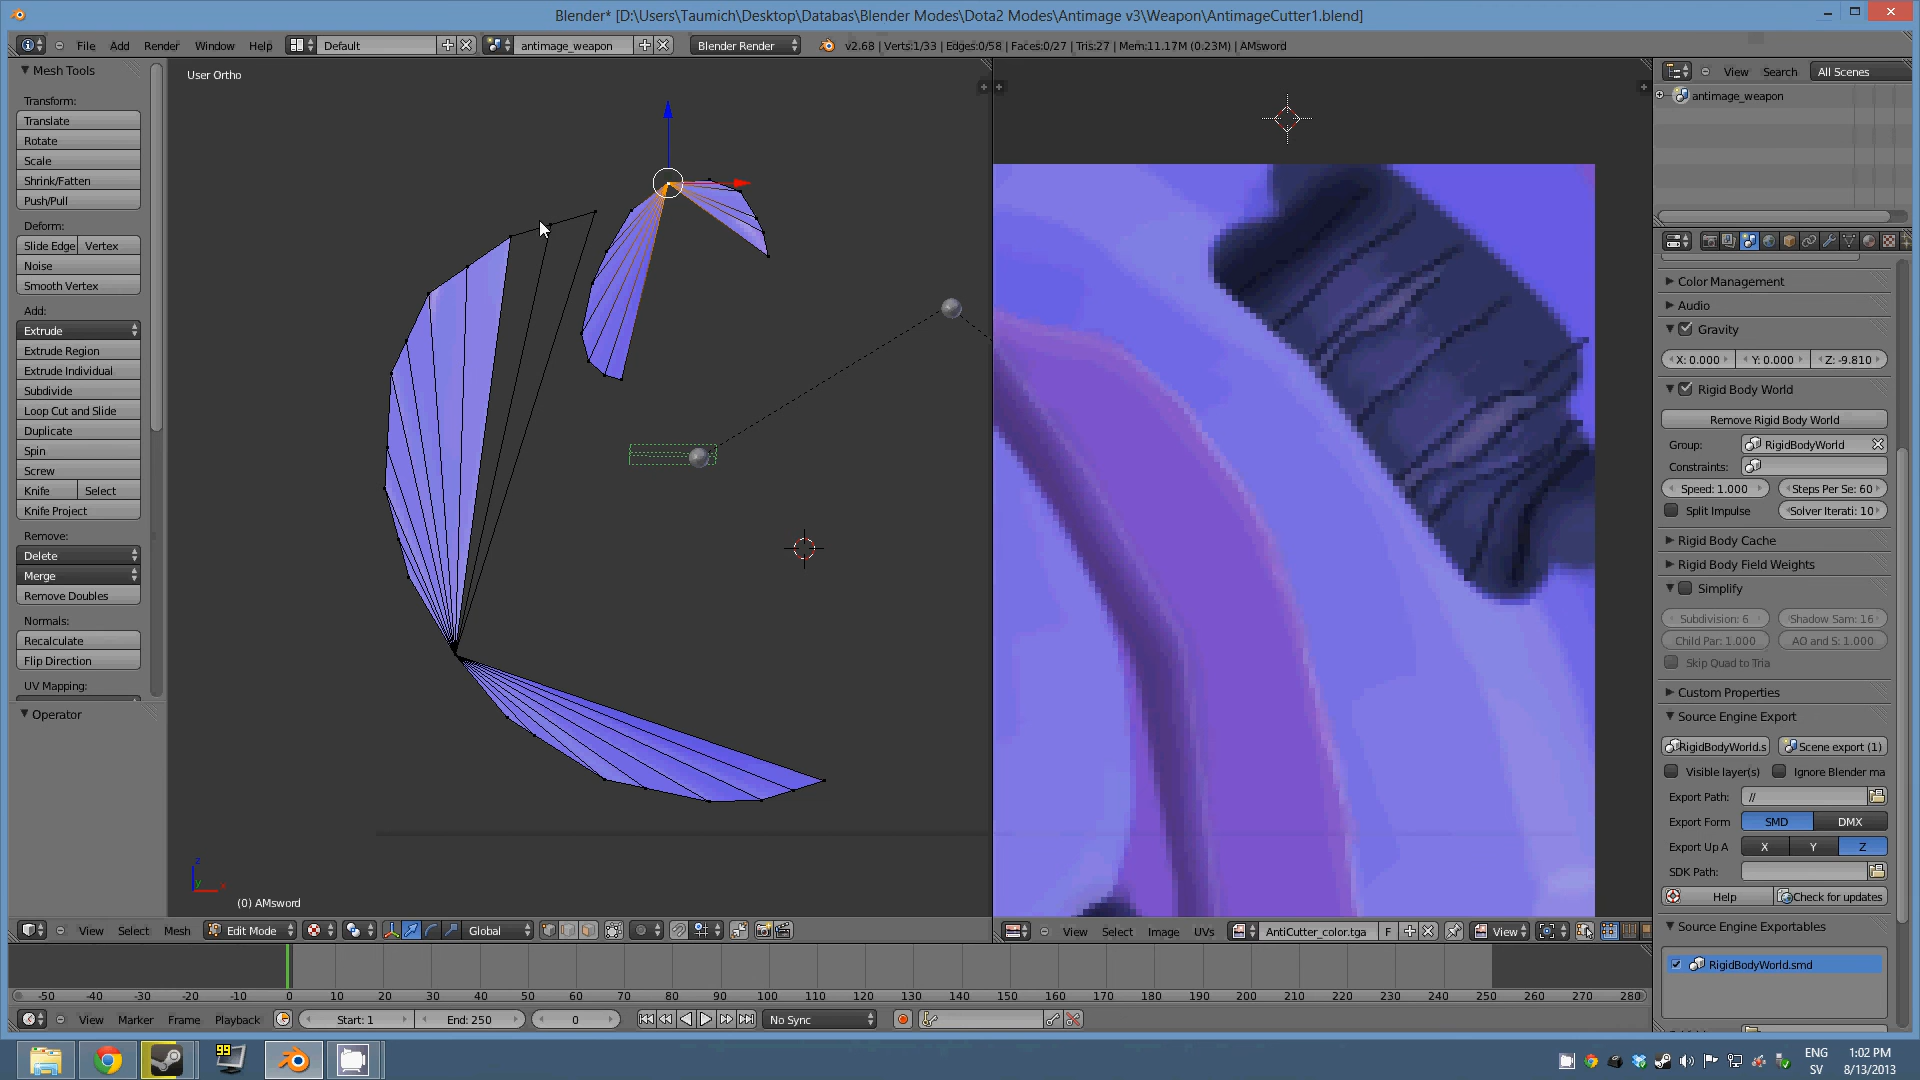 Blender* [D:\Users\Taumich\Desktop\Databas\Blender Modes\Dota2 Modes\Antimage v3\Weapon\AntimageCutter1.blend]
File Add Render Window Help Default antimage_weapon Blender Render v2.68 | Verts:1/33 | Edges:0/58 | Faces:0/27 | Tris:27 | Mem:11.17M (0.23M) | AMsword
Mesh Tools
Transform:
Translate
Rotate
Scale
Shrink/Fatten
Push/Pull
Deform:
Slide Edge Vertex
Noise
Smooth Vertex
Add:
Extrude
Extrude Region
Extrude Individual
Subdivide
Loop Cut and Slide
Duplicate
Spin
Screw
Knife Select
Knife Project
Remove:
Delete
Merge
Remove Doubles
Normals:
Recalculate
Flip Direction
UV Mapping:
Operator
User Ortho
z
y x
(0) AMsword
View Select Mesh Edit Mode Global
View Select Image UVs AntiCutter_color.tga F View
View Search All Scenes
antimage_weapon
Color Management
Audio
Gravity
X: 0.000 Y: 0.000 Z: -9.810
Rigid Body World
Remove Rigid Body World
Group: RigidBodyWorld
Constraints:
Speed: 1.000 Steps Per Se: 60
Split Impulse Solver Iterati: 10
Rigid Body Cache
Rigid Body Field Weights
Simplify
Subdivision: 6 Shadow Sam: 16
Child Par: 1.000 AO and S: 1.000
Skip Quad to Tria
Custom Properties
Source Engine Export
RigidBodyWorld.s Scene export (1)
Visible layer(s) Ignore Blender ma
Export Path: //
Export Form SMD DMX
Export Up A X Y Z
SDK Path:
Help Check for updates
Source Engine Exportables
RigidBodyWorld.smd
-50 -40 -30 -20 -10 0 10 20 30 40 50 60 70 80 90 100 110 120 130 140 150 160 170 180 190 200 210 220 230 240 250 260 270 280
View Marker Frame Playback Start: 1 End: 250 0 No Sync
99
ENG
SV
1:02 PM
8/13/2013